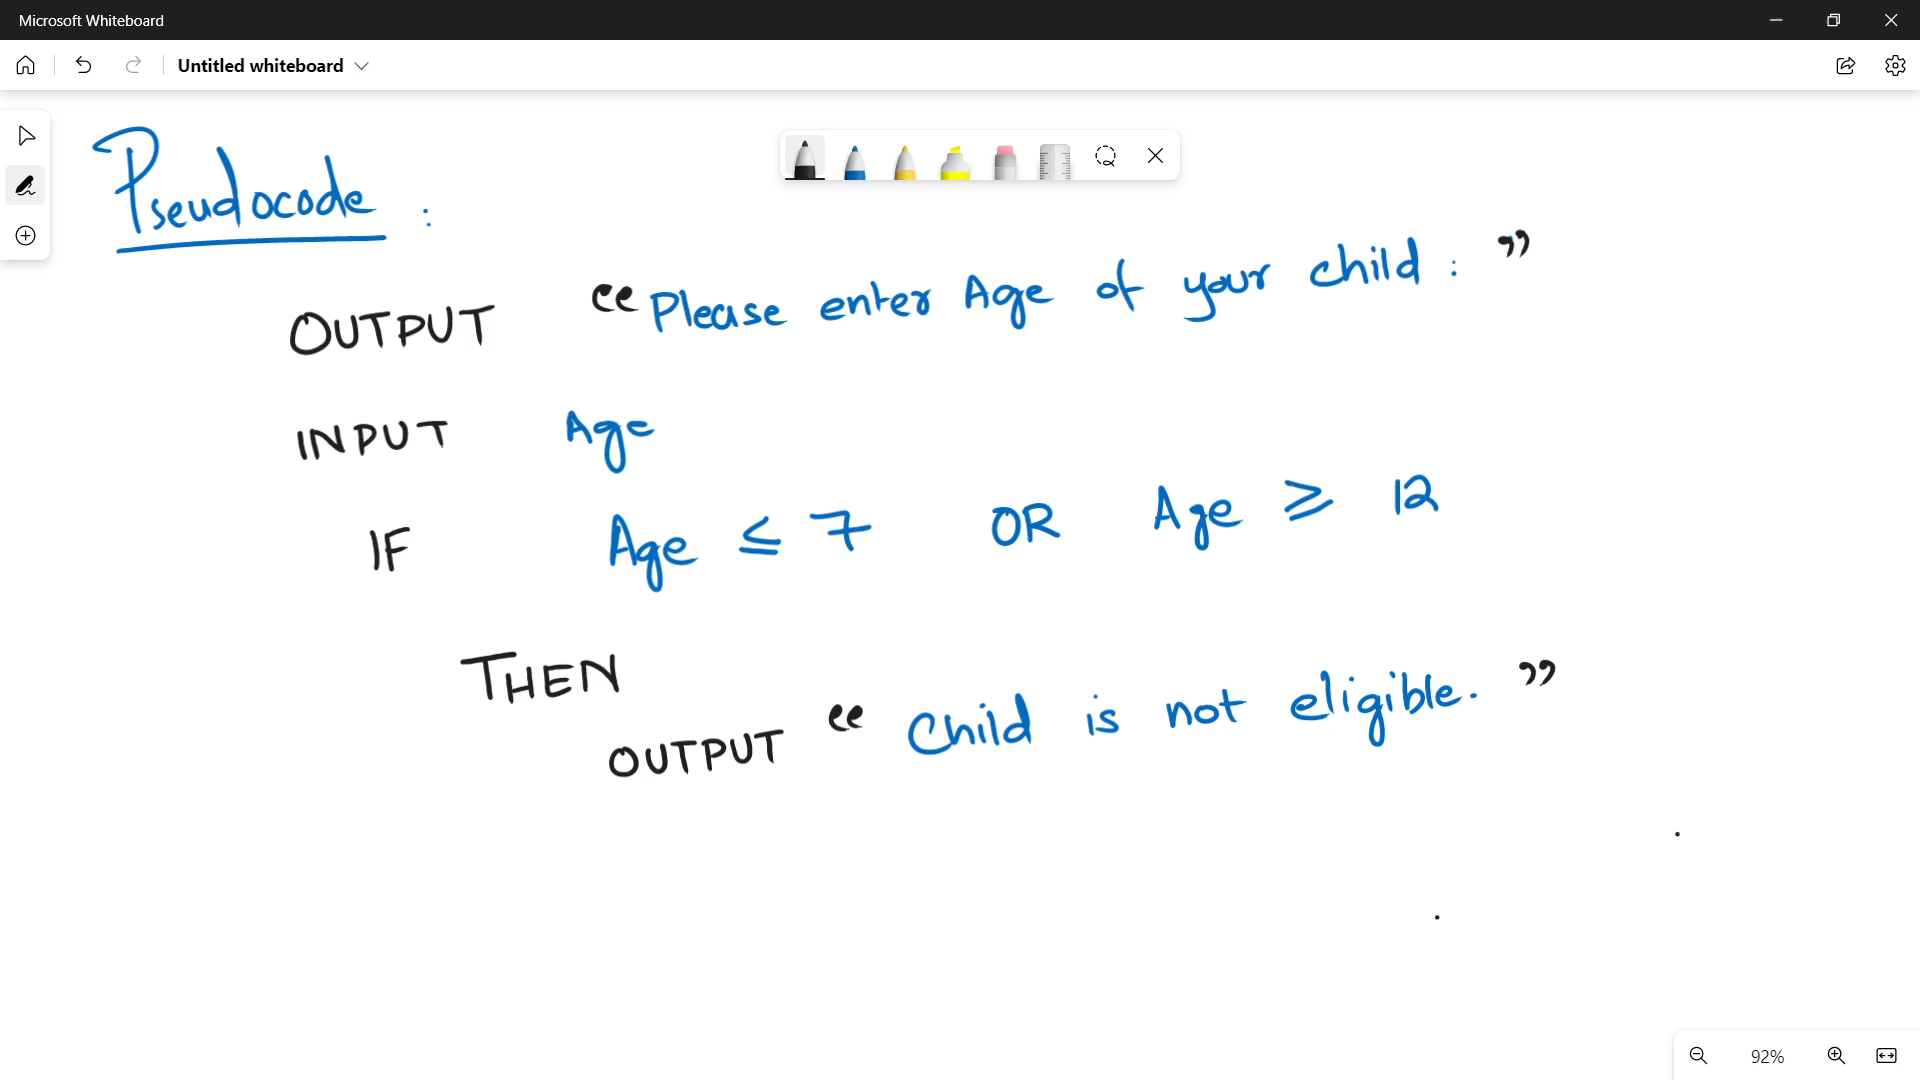 Microsoft Whiteboard
Untitled whiteboard
Pseudocode :
OUTPUT “Please enter Age of your child : ”
INPUT Age
IF Age ≤ 7 OR Age ≥ 12
THEN
OUTPUT “ Child is not eligible. ”
92%